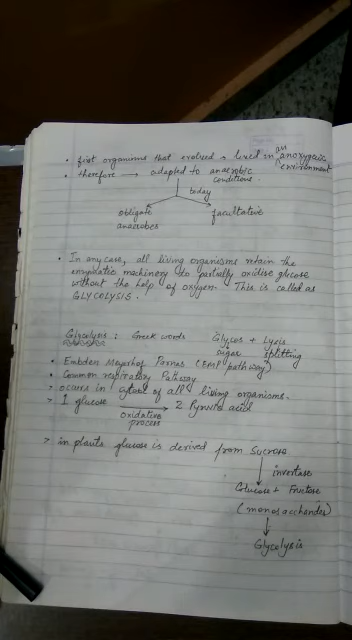 • first organisms that evolved & lived in an anoxygenic environment
• therefore → adapted to anaerobic conditions.
today
obligate anaerobes
facultative
• In anycase, all living organisms retain the
enzymatic machinery to partially oxidise glucose
without the help of oxygen. This is called as
GLYCOLYSIS.
Glycolysis : Greek words Glycos + Lysis
sugar splitting
• Embden Meyerhof Parnas (EMP pathway)
• Common respiratory Pathway
> occurs in cytosol of all living organisms.
> 1 glucose → 2 Pyruvic acid
oxidative
process
> in plants glucose is derived from Sucrose
invertase
Glucose + Fructose
(monosaccharides)
Glycolysis